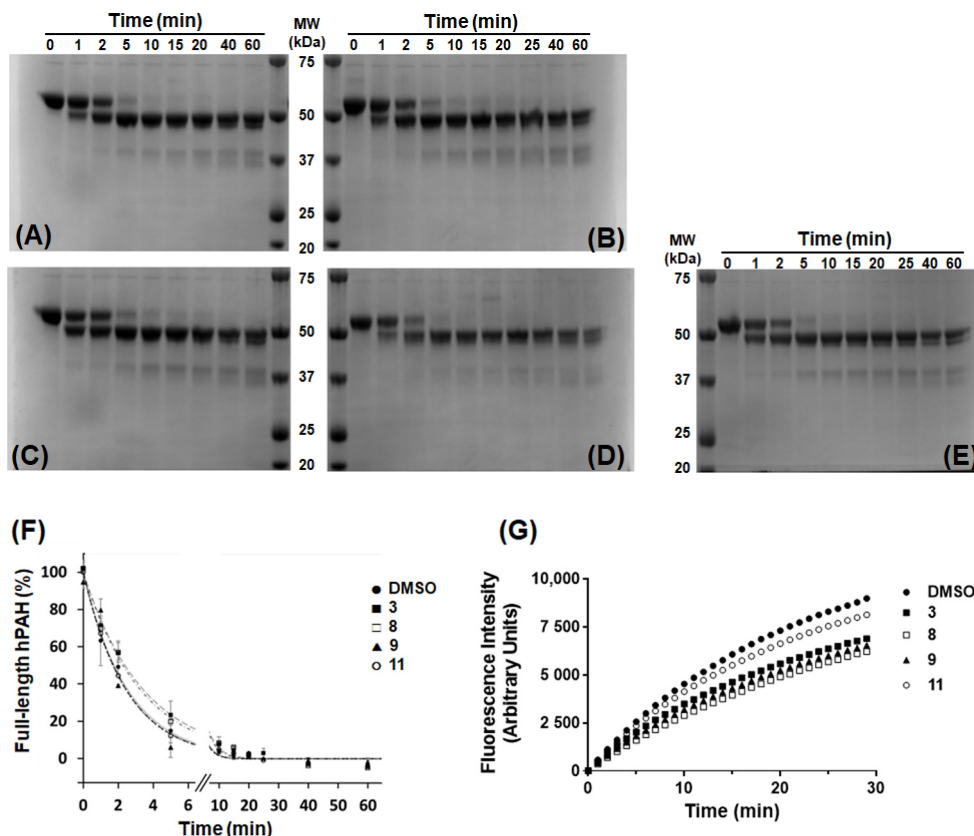 Time (min)
0 1 2 5 10 15 20 40 60
MW
(kDa)
Time (min)
0 1 2 5 10 15 20 25 40 60
75
50
37
25
20
(A)
(B)
MW
(kDa)
Time (min)
0 1 2 5 10 15 20 25 40 60
75
50
37
25
20
(C)
(D)
75
50
37
25
20
(E)
(F)
Full-length hPAH (%)
100
80
60
40
20
0
0 2 4 6 10 20 30 40 50 60
Time (min)
DMSO
3
8
9
11
(G)
Fluorescence Intensity
(Arbitrary Units)
10,000
7 500
5 000
2 500
0
0 10 20 30
Time (min)
DMSO
3
8
9
11